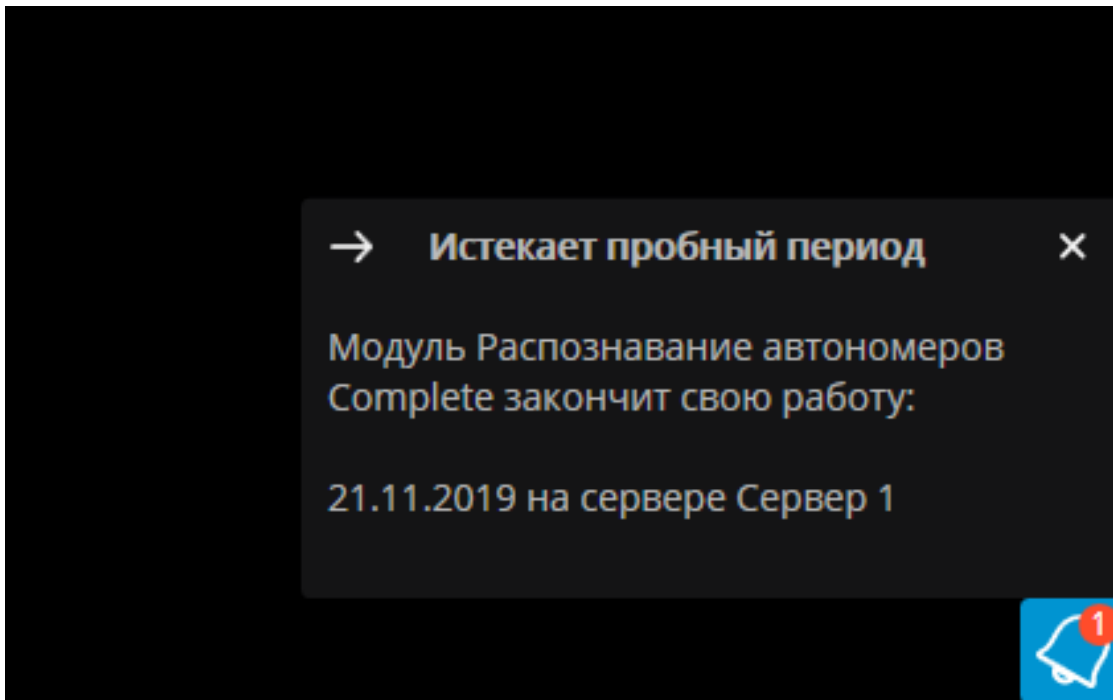 Истекает пробный период
Модуль Распознавание автономеров
Complete закончит свою работу:
21.11.2019 на сервере Сервер 1
1